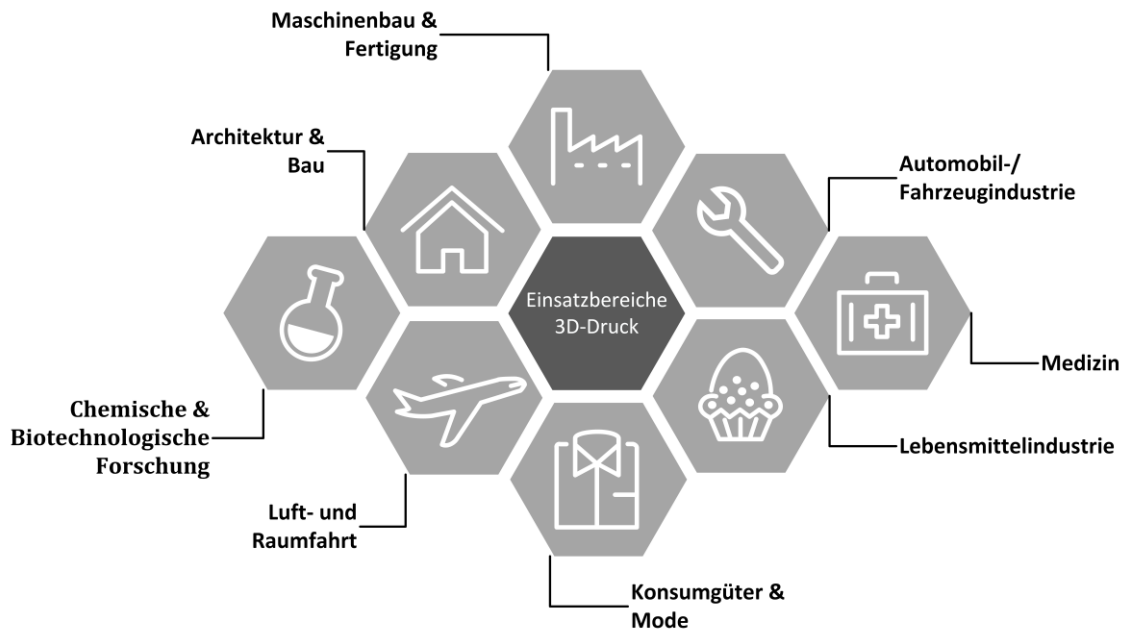 Maschinenbau &
Fertigung
Architektur &
Bau
Automobil-/
Fahrzeugindustrie
Einsatzbereiche
3D-Druck
Medizin
Chemische &
Biotechnologische
Forschung
Lebensmittelindustrie
Luft- und
Raumfahrt
Konsumgüter &
Mode